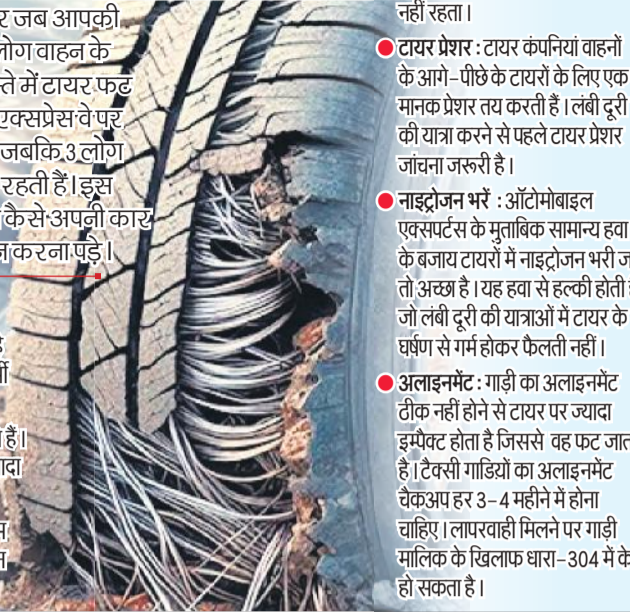 र जब आपकी
लोग वाहन के
ते में टायर फट
एक्सप्रेस वे पर
जबकि 3 लोग
रहती हैं। इस
कैसे अपनी कार
न करना पड़े।
हैं।
नहीं रहता।
टायर प्रेशर : टायर कंपनियां वाहनों
के आगे-पीछे के टायरों के लिए एक
मानक प्रेशर तय करती हैं। लंबी दूरी
की यात्रा करने से पहले टायर प्रेशर
जांचना जरूरी है।
नाइट्रोजन भरें : ऑटोमोबाइल
एक्सपर्टस के मुताबिक सामान्य हवा
के बजाय टायरों में नाइट्रोजन भरी ज
तो अच्छा है। यह हवा से हल्की होती
जो लंबी दूरी की यात्राओं में टायर के
घर्षण से गर्म होकर फैलती नहीं।
अलाइनमेंट : गाड़ी का अलाइनमेंट
ठीक नहीं होने से टायर पर ज्यादा
इम्पैक्ट होता है जिससे वह फट जात
है। टैक्सी गाडिय़ों का अलाइनमेंट
चैकअप हर 3-4 महीने में होना
चाहिए। लापरवाही मिलने पर गाड़ी
मालिक के खिलाफ धारा-304 में के
हो सकता है।